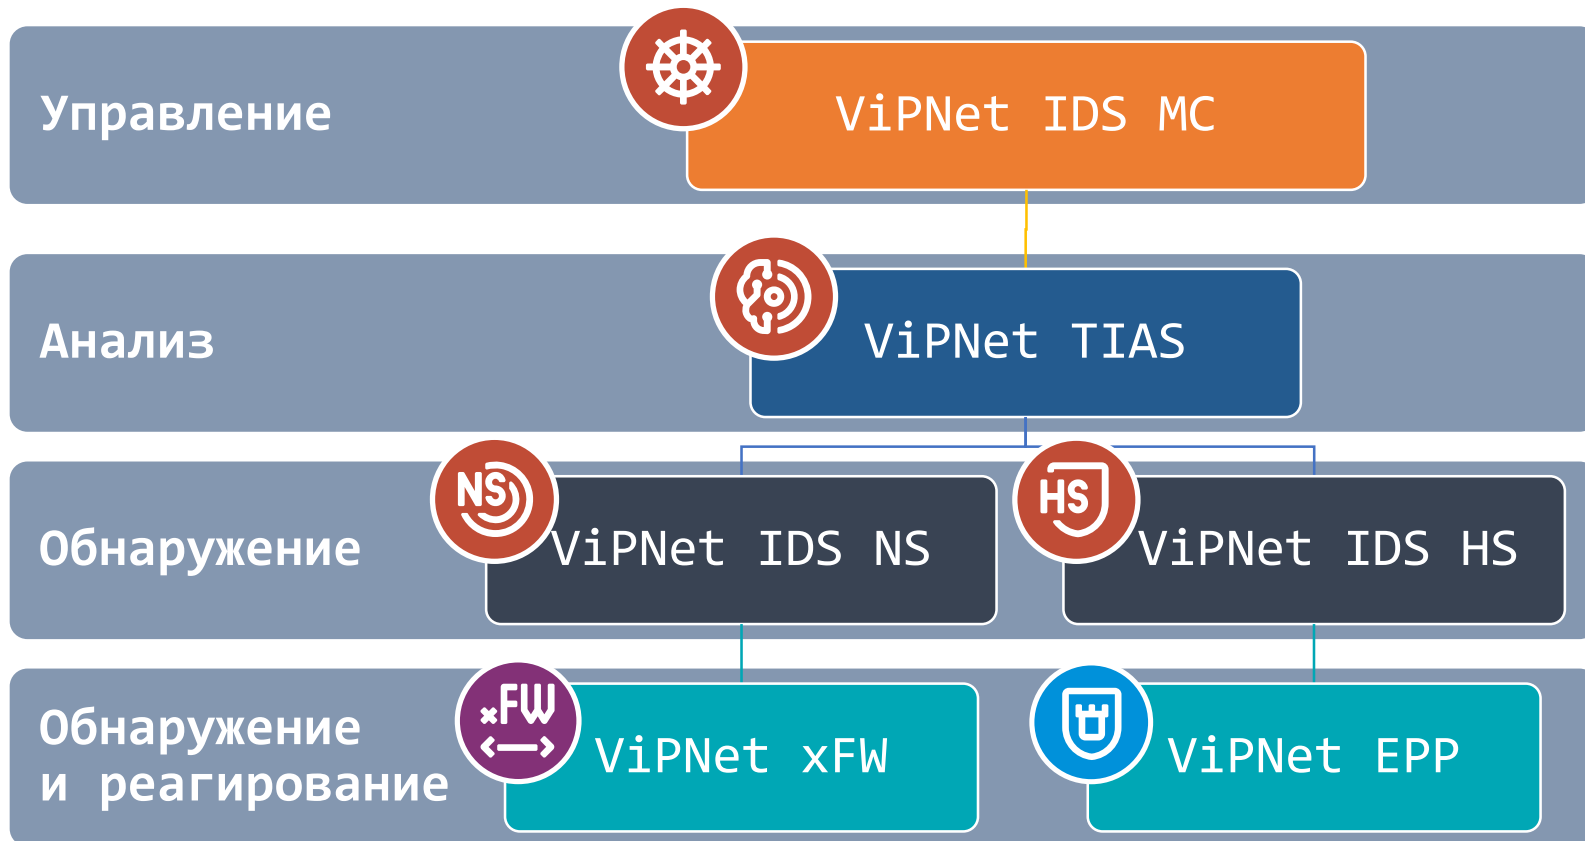 Управление
ViPNet IDS MC
Анализ
ViPNet TIAS
NS
HS
Обнаружение
ViPNet IDS NS
ViPNet IDS HS
xFW
Обнаружение
и реагирование
ViPNet xFW
ViPNet EPP